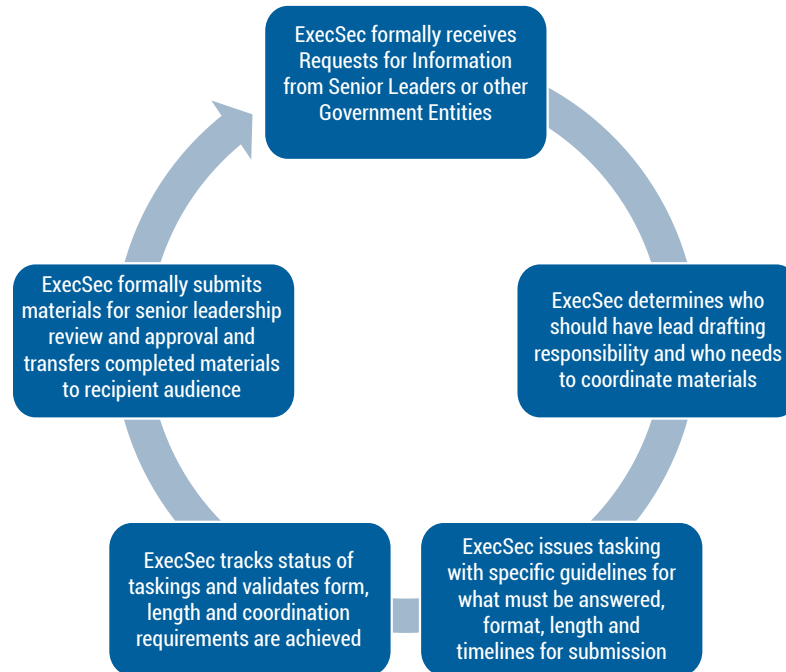 ExecSec formally receives
Requests for Information
from Senior Leaders or other
Government Entities
ExecSec determines who
should have lead drafting
responsibility and who needs
to coordinate materials
ExecSec issues tasking
with specific guidelines for
what must be answered,
format, length and
timelines for submission
ExecSec tracks status of
taskings and validates form,
length and coordination
requirements are achieved
ExecSec formally submits
materials for senior leadership
review and approval and
transfers completed materials
to recipient audience